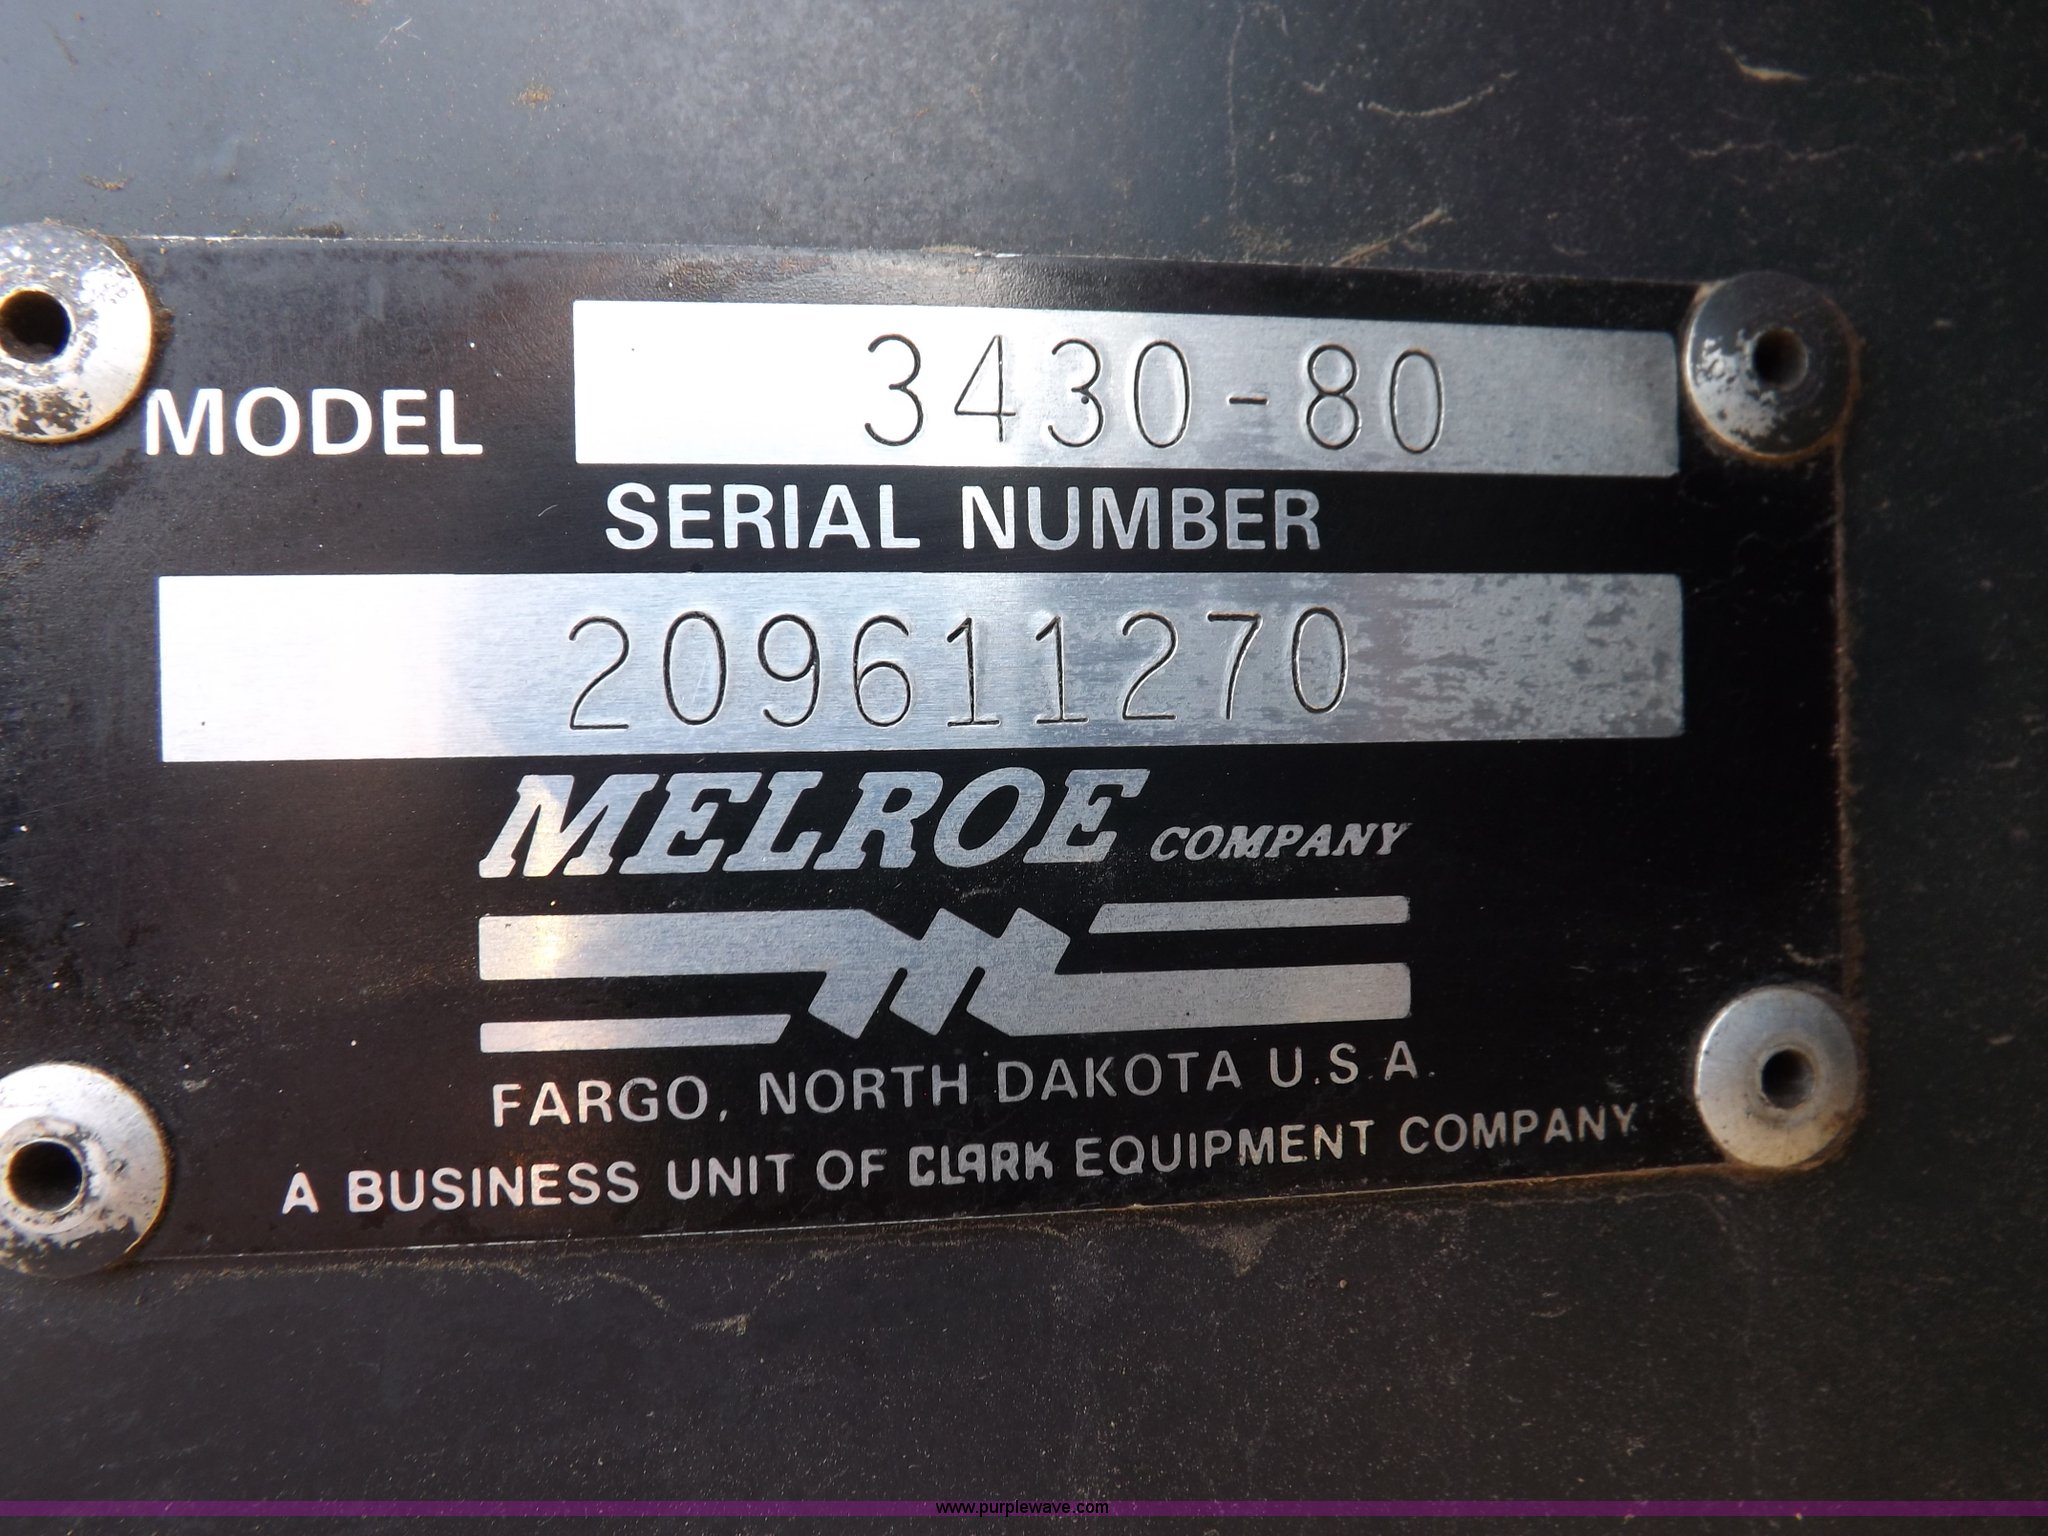 MODEL 3430-80
SERIAL NUMBER
209611270
MELROE COMPANY
FARGO, NORTH DAKOTA U.S.A.
A BUSINESS UNIT OF CLARK EQUIPMENT COMPANY
www.purplewave.com